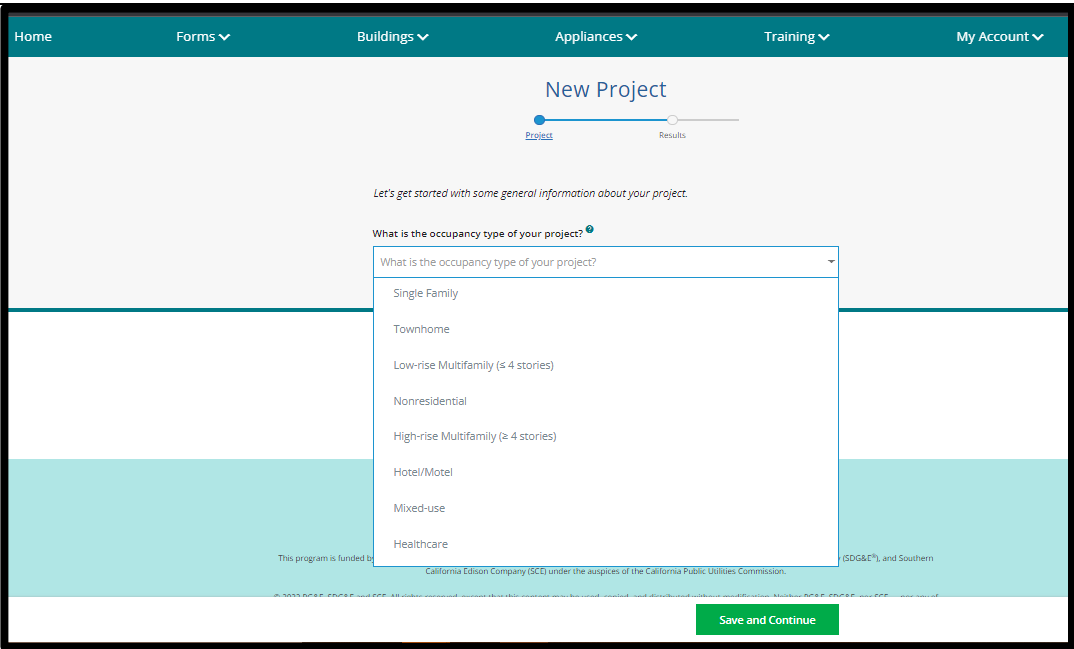 Home Forms Buildings Appliances Training My Account
New Project
Project Results
Let's get started with some general information about your project.
What is the occupancy type of your project? ?
What is the occupancy type of your project?
Single Family
Townhome
Low-rise Multifamily (≤ 4 stories)
Nonresidential
High-rise Multifamily (≥ 4 stories)
Hotel/Motel
Mixed-use
Healthcare
This program is funded by (SDG&E®), and Southern
California Edison Company (SCE) under the auspices of the California Public Utilities Commission.
Save and Continue